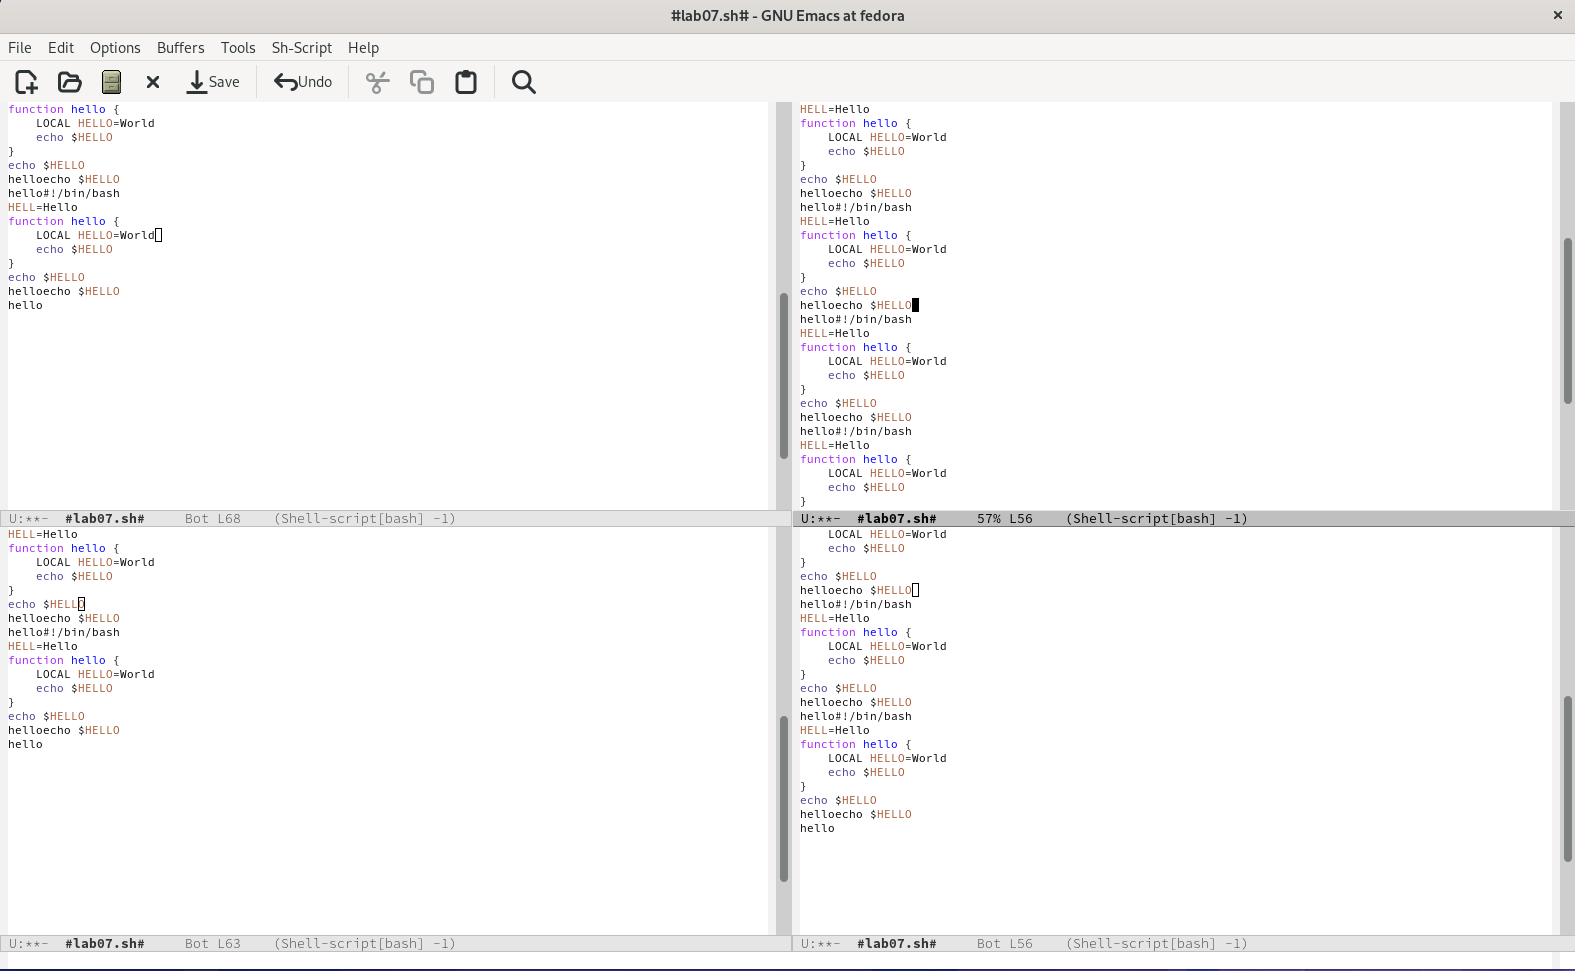 #lab07.sh# - GNU Emacs at fedora
File Edit Options Buffers Tools Sh-Script Help
Save Undo
function hello {
    LOCAL HELLO=World
    echo $HELLO
}
echo $HELLO
helloecho $HELLO
hello#!/bin/bash
HELL=Hello
function hello {
    LOCAL HELLO=World
    echo $HELLO
}
echo $HELLO
helloecho $HELLO
hello
U:**-  #lab07.sh#     Bot L68    (Shell-script[bash] -1)
HELL=Hello
function hello {
    LOCAL HELLO=World
    echo $HELLO
}
echo $HELLO
helloecho $HELLO
hello#!/bin/bash
HELL=Hello
function hello {
    LOCAL HELLO=World
    echo $HELLO
}
echo $HELLO
helloecho $HELLO
hello#!/bin/bash
HELL=Hello
function hello {
    LOCAL HELLO=World
    echo $HELLO
}
echo $HELLO
helloecho $HELLO
hello#!/bin/bash
HELL=Hello
function hello {
    LOCAL HELLO=World
    echo $HELLO
}
U:**-  #lab07.sh#     57% L56    (Shell-script[bash] -1)
HELL=Hello
function hello {
    LOCAL HELLO=World
    echo $HELLO
}
echo $HELLO
helloecho $HELLO
hello#!/bin/bash
HELL=Hello
function hello {
    LOCAL HELLO=World
    echo $HELLO
}
echo $HELLO
helloecho $HELLO
hello
U:**-  #lab07.sh#     Bot L63    (Shell-script[bash] -1)
    LOCAL HELLO=World
    echo $HELLO
}
echo $HELLO
helloecho $HELLO
hello#!/bin/bash
HELL=Hello
function hello {
    LOCAL HELLO=World
    echo $HELLO
}
echo $HELLO
helloecho $HELLO
hello#!/bin/bash
HELL=Hello
function hello {
    LOCAL HELLO=World
    echo $HELLO
}
echo $HELLO
helloecho $HELLO
hello
U:**-  #lab07.sh#     Bot L56    (Shell-script[bash] -1)